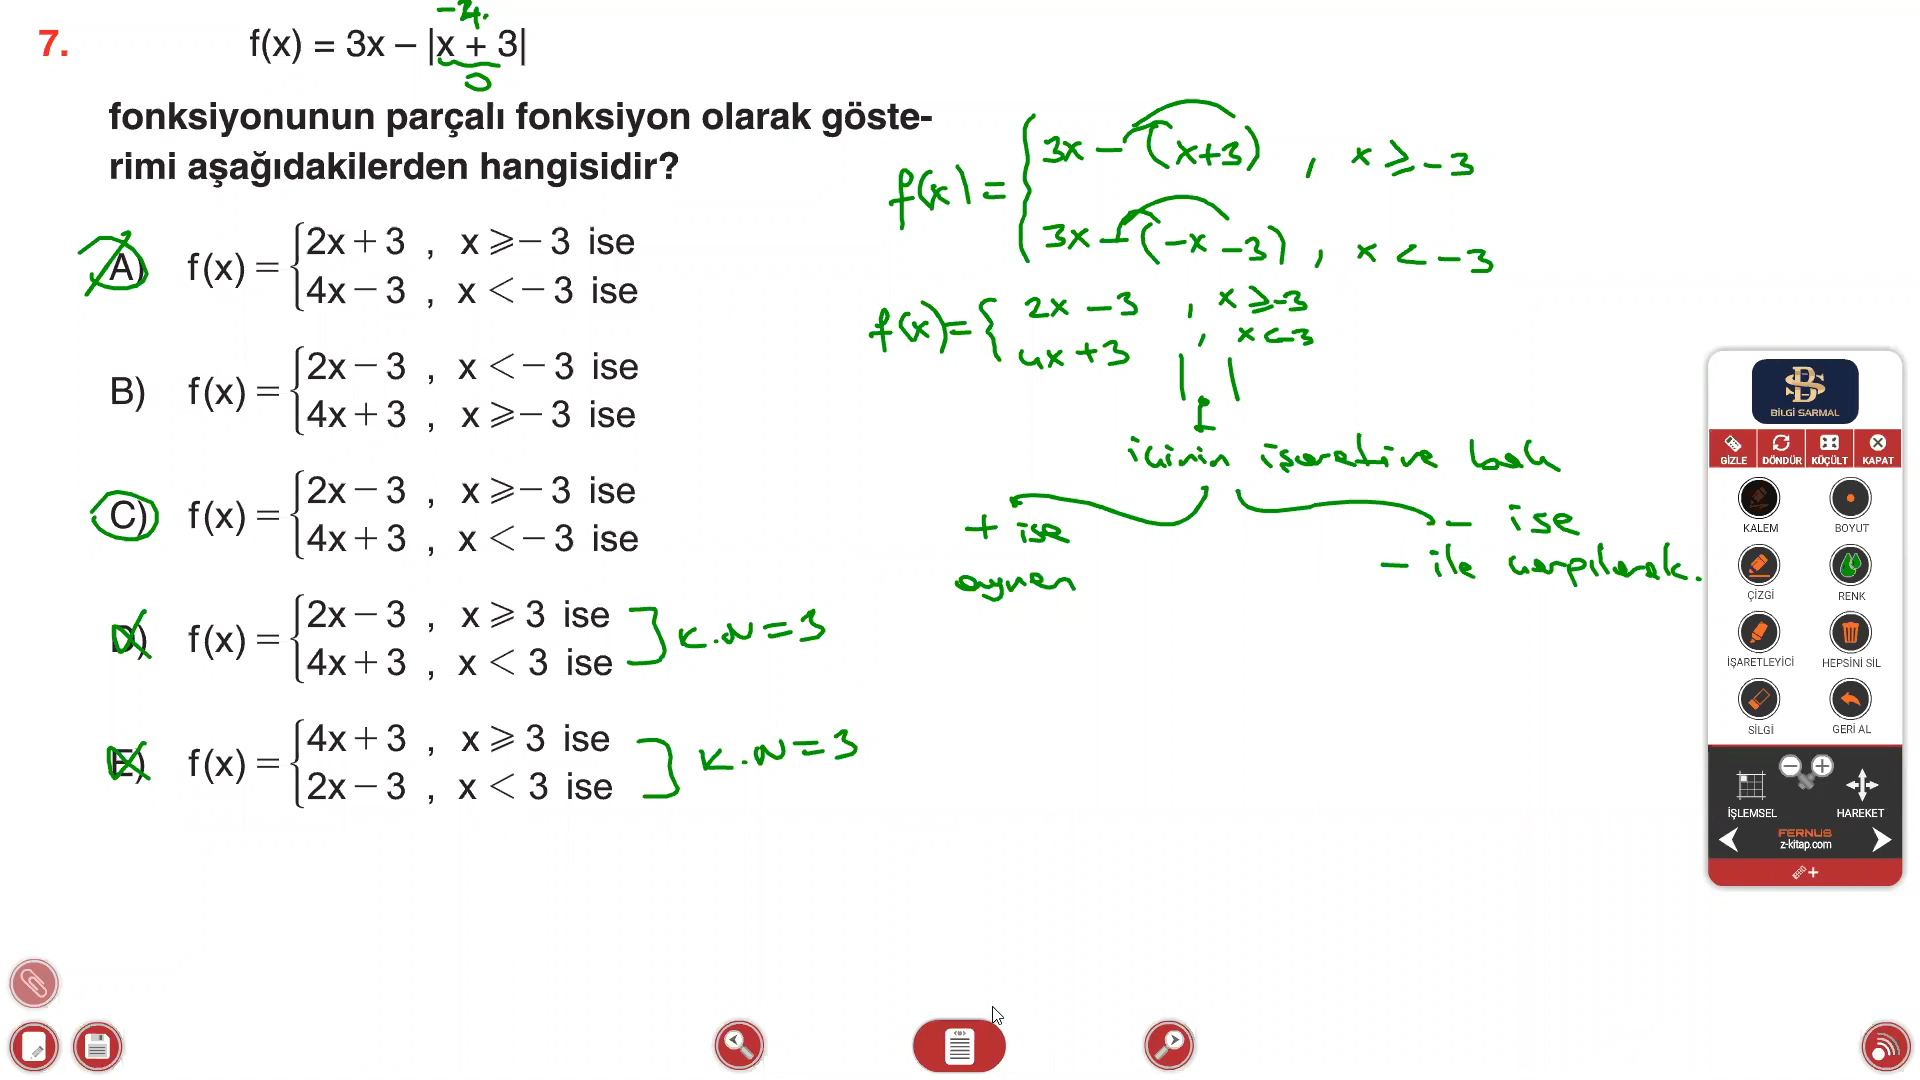 -4.
7. f(x) = 3x – |x + 3|
0
fonksiyonunun parçalı fonksiyon olarak göste-
rimi aşağıdakilerden hangisidir?
A) f(x) = { 2x + 3 , x ⩾ – 3 ise
4x – 3 , x < – 3 ise
B) f(x) = { 2x – 3 , x < – 3 ise
4x + 3 , x ⩾ – 3 ise
C) f(x) = { 2x – 3 , x ⩾ – 3 ise
4x + 3 , x < – 3 ise
D) f(x) = { 2x – 3 , x ⩾ 3 ise
4x + 3 , x < 3 ise
] K.N = 3
E) f(x) = { 4x + 3 , x ⩾ 3 ise
2x – 3 , x < 3 ise
] K.N = 3
f(x) = { 3x – (x+3) , x ⩾ –3
3x – (–x –3) , x < –3
f(x) = { 2x – 3 , x ⩾ –3
4x + 3 , x < –3
| |
içinin işaretine bak
+ ise
aynen
– ise
– ile çarpılarak.
BS
BİLGİ SARMAL
GİZLE DÖNDÜR KÜÇÜLT KAPAT
KALEM BOYUT
ÇİZGİ RENK
İŞARETLEYİCİ HEPSİNİ SİL
SİLGİ GERİ AL
İŞLEMSEL HAREKET
FERNUS
z-kitap.com